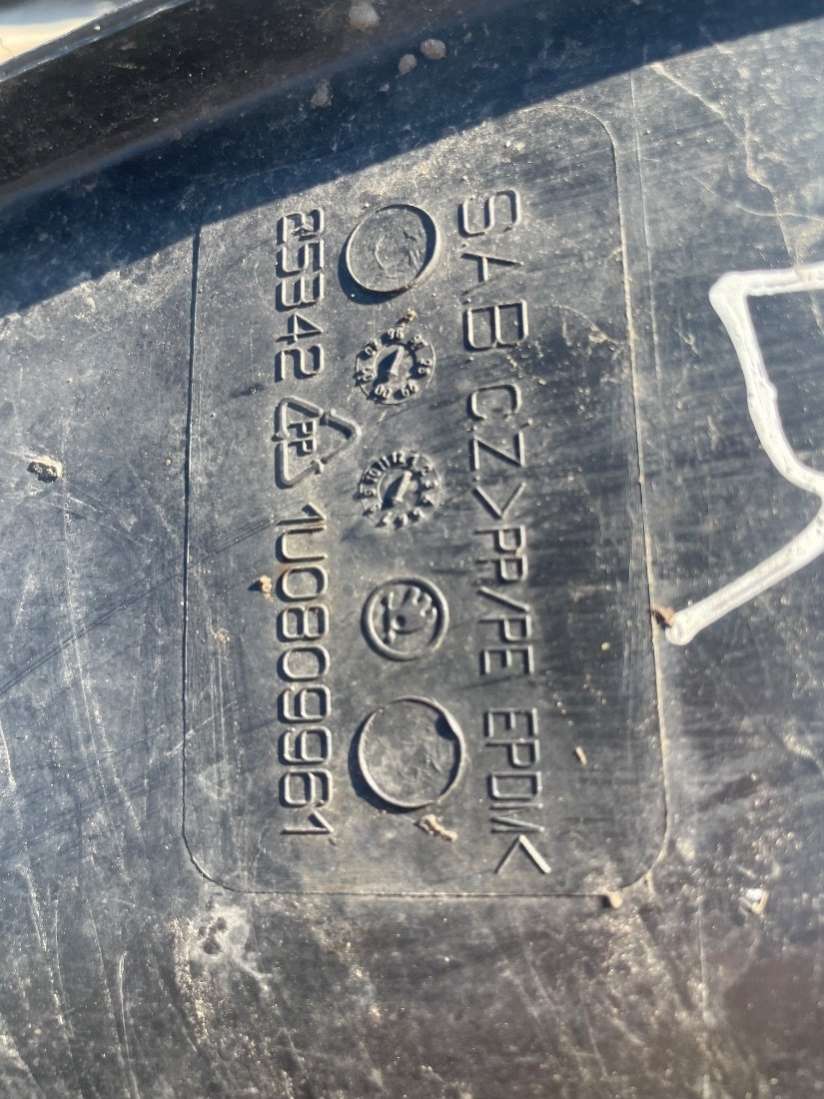 S.A.B. CZ >PP/PE EPDM<
25342 PP 1U0809961